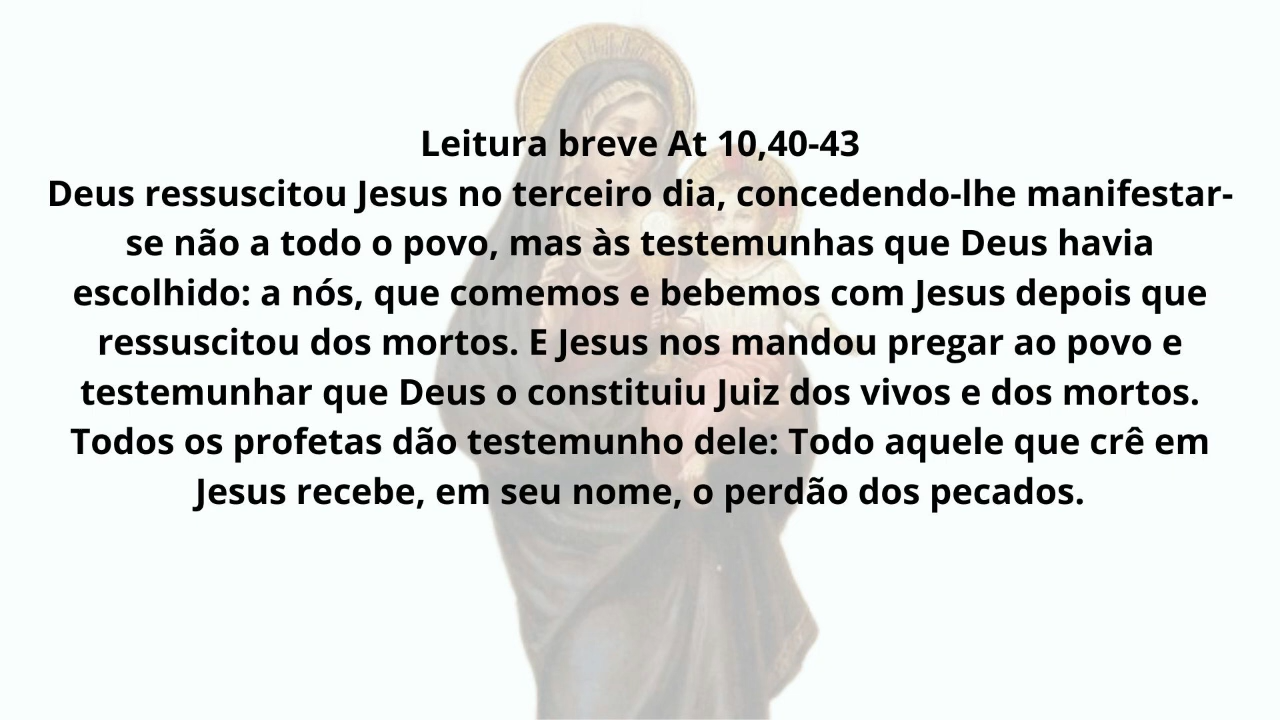 Leitura breve At 10,40-43
Deus ressuscitou Jesus no terceiro dia, concedendo-lhe manifestar-
se não a todo o povo, mas às testemunhas que Deus havia
escolhido: a nós, que comemos e bebemos com Jesus depois que
ressuscitou dos mortos. E Jesus nos mandou pregar ao povo e
testemunhar que Deus o constituiu Juiz dos vivos e dos mortos.
Todos os profetas dão testemunho dele: Todo aquele que crê em
Jesus recebe, em seu nome, o perdão dos pecados.